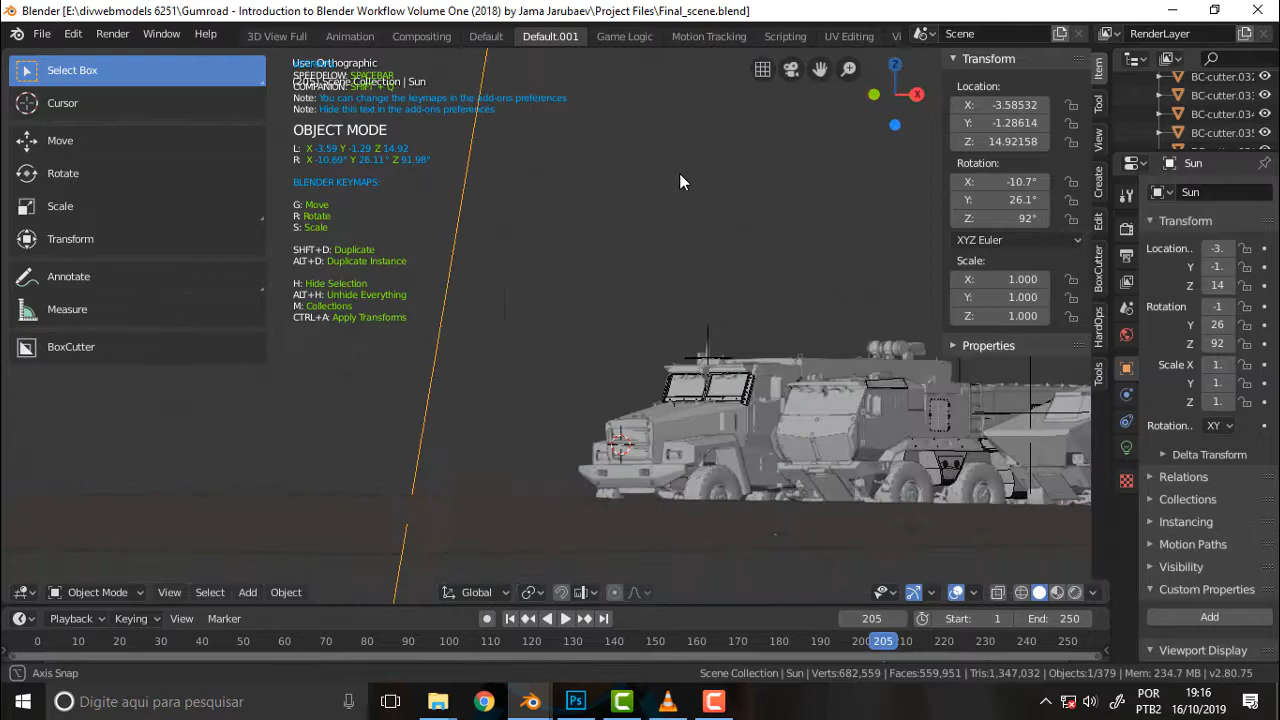 Blender [E:\divwebmodels 6251\Gumroad - Introduction to Blender Workflow Volume One (2018) by Jama Jarubaev\Project Files\Final_scene.blend]
File Edit Render Window Help
3D View Full Animation Compositing Default Default.001 Game Logic Motion Tracking Scripting UV Editing Vi
Scene
RenderLayer
Select Box
Cursor
Move
Rotate
Scale
Transform
Annotate
Measure
BoxCutter
User Orthographic
SPEEDFLOW: SPACEBAR
Scene Collection | Sun
COMPANION: SHIFT + Q
Note: You can change the keymaps in the add-ons preferences
Note: Hide this text in the add-ons preferences
OBJECT MODE
L: X -3.59 Y -1.29 Z 14.92
R: X -10.69° Y 26.11° Z 91.98°
BLENDER KEYMAPS:
G: Move
R: Rotate
S: Scale
SHFT+D: Duplicate
ALT+D: Duplicate Instance
H: Hide Selection
ALT+H: Unhide Everything
M: Collections
CTRL+A: Apply Transforms
Z
X
Transform
Location:
X: -3.58532
Y: -1.28614
Z: 14.92158
Rotation:
X: -10.7°
Y: 26.1°
Z: 92°
XYZ Euler
Scale:
X: 1.000
Y: 1.000
Z: 1.000
Properties
Item
Tool
View
Create
Edit
BoxCutter
HardOps
Tools
BC-cutter.032
BC-cutter.033
BC-cutter.034
BC-cutter.035
Sun
Sun
Transform
Location.. -3.
Y -1.
Z 14
Rotation -1
Y 26
Z 92
Scale X 1.
Y 1.
Z 1.
Rotation.. XY
Delta Transform
Relations
Collections
Instancing
Motion Paths
Visibility
Custom Properties
Add
Viewport Display
Object Mode View Select Add Object
Global
Playback Keying View Marker
205 Start: 1 End: 250
0 10 20 30 40 50 60 70 80 90 100 110 120 130 140 150 160 170 180 190 200 205 210 220 230 240 250
Axis Snap
Scene Collection | Sun | Verts:682,559 | Faces:559,951 | Tris:1,347,032 | Objects:1/379 | Mem: 234.7 MB | v2.80.75
Digite aqui para pesquisar
Ps
POR
PTB2
19:16
16/10/2019